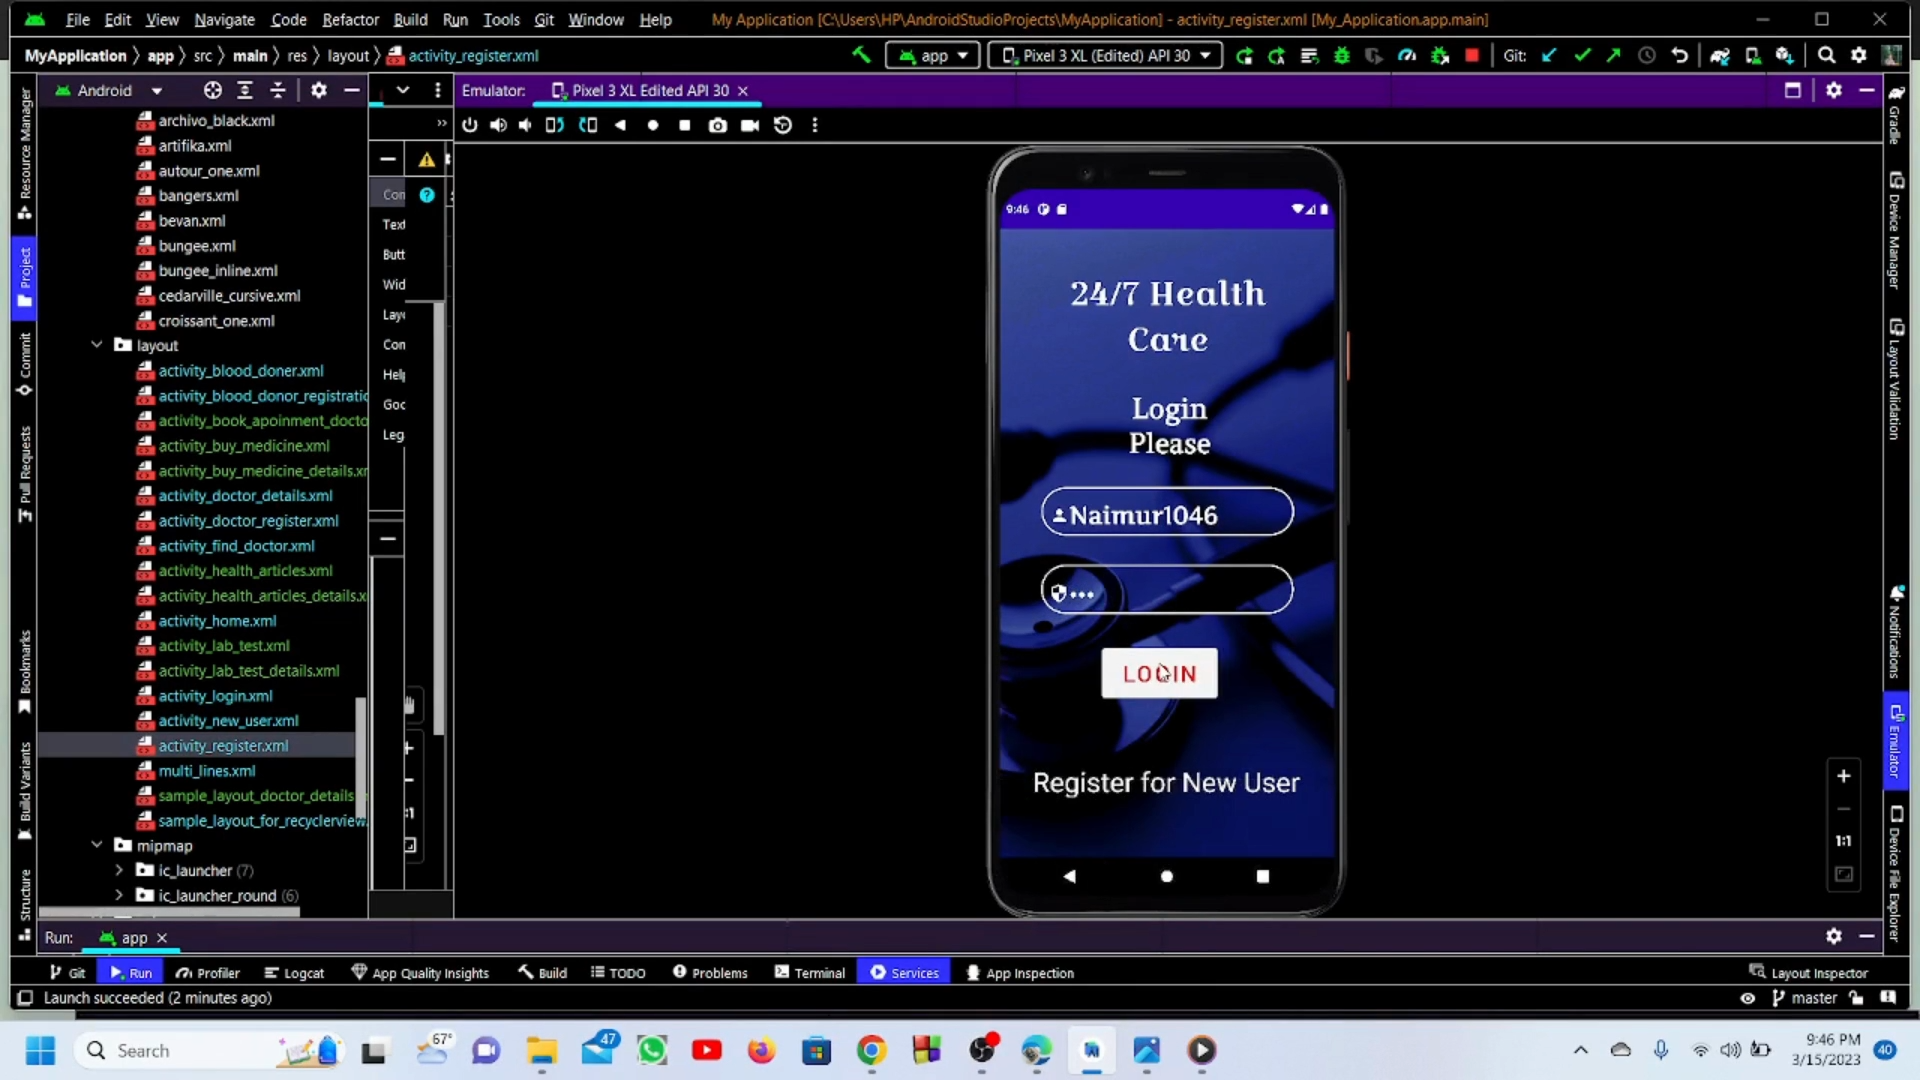 File Edit View Navigate Code Refactor Build Run Tools Git Window Help My Application [C:\Users\HP\AndroidStudioProjects\MyApplication] - activity_register.xml [My_Application.app.main]
MyApplication app src main res layout activity_register.xml app Pixel 3 XL (Edited) API 30 Git:
Android Emulator: Pixel 3 XL Edited API 30
Resource Manager
Project
Commit
Pull Requests
Bookmarks
Build Variants
Structure
archivo_black.xml
artifika.xml
autour_one.xml
bangers.xml
bevan.xml
bungee.xml
bungee_inline.xml
cedarville_cursive.xml
croissant_one.xml
layout
activity_blood_doner.xml
activity_blood_donor_registratic
activity_book_apoinment_docto
activity_buy_medicine.xml
activity_buy_medicine_details.xr
activity_doctor_details.xml
activity_doctor_register.xml
activity_find_doctor.xml
activity_health_articles.xml
activity_health_articles_details.x
activity_home.xml
activity_lab_test.xml
activity_lab_test_details.xml
activity_login.xml
activity_new_user.xml
activity_register.xml
multi_lines.xml
sample_layout_doctor_details
sample_layout_for_recyclerview.
mipmap
ic_launcher (7)
ic_launcher_round (6)
Con
Text
Butt
Wid
Layo
Con
Help
Goo
Leg
9:46
24/7 Health
Care
Login
Please
Naimur1046
•••
LOGIN
Register for New User
1:1
Gradle
Device Manager
Layout Validation
Notifications
Emulator
Device File Explorer
Run: app
Git Run Profiler Logcat App Quality Insights Build TODO Problems Terminal Services App Inspection Layout Inspector
Launch succeeded (2 minutes ago) master
Search 67° 47 9:46 PM
3/15/2023 40